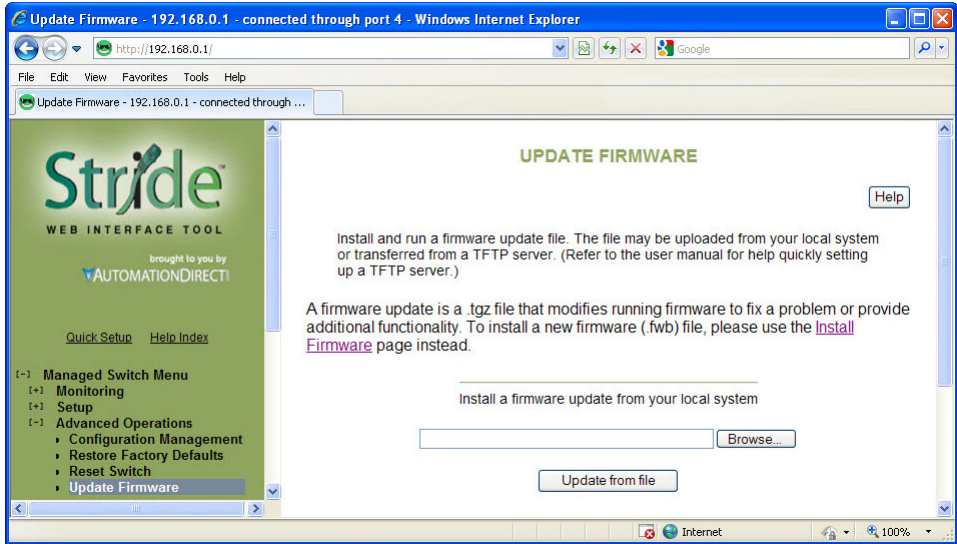 Update Firmware - 192.168.0.1 - connected through port 4 - Windows Internet Explorer
http://192.168.0.1/
Google
File Edit View Favorites Tools Help
Update Firmware - 192.168.0.1 - connected through ...
Stride™
WEB INTERFACE TOOL
brought to you by
AUTOMATIONDIRECT
Quick Setup Help Index
[-] Managed Switch Menu
[+] Monitoring
[+] Setup
[-] Advanced Operations
Configuration Management
Restore Factory Defaults
Reset Switch
Update Firmware
UPDATE FIRMWARE
Help
Install and run a firmware update file. The file may be uploaded from your local system
or transferred from a TFTP server. (Refer to the user manual for help quickly setting
up a TFTP server.)
A firmware update is a .tgz file that modifies running firmware to fix a problem or provide
additional functionality. To install a new firmware (.fwb) file, please use the Install
Firmware page instead.
Install a firmware update from your local system
Browse...
Update from file
Internet
100%